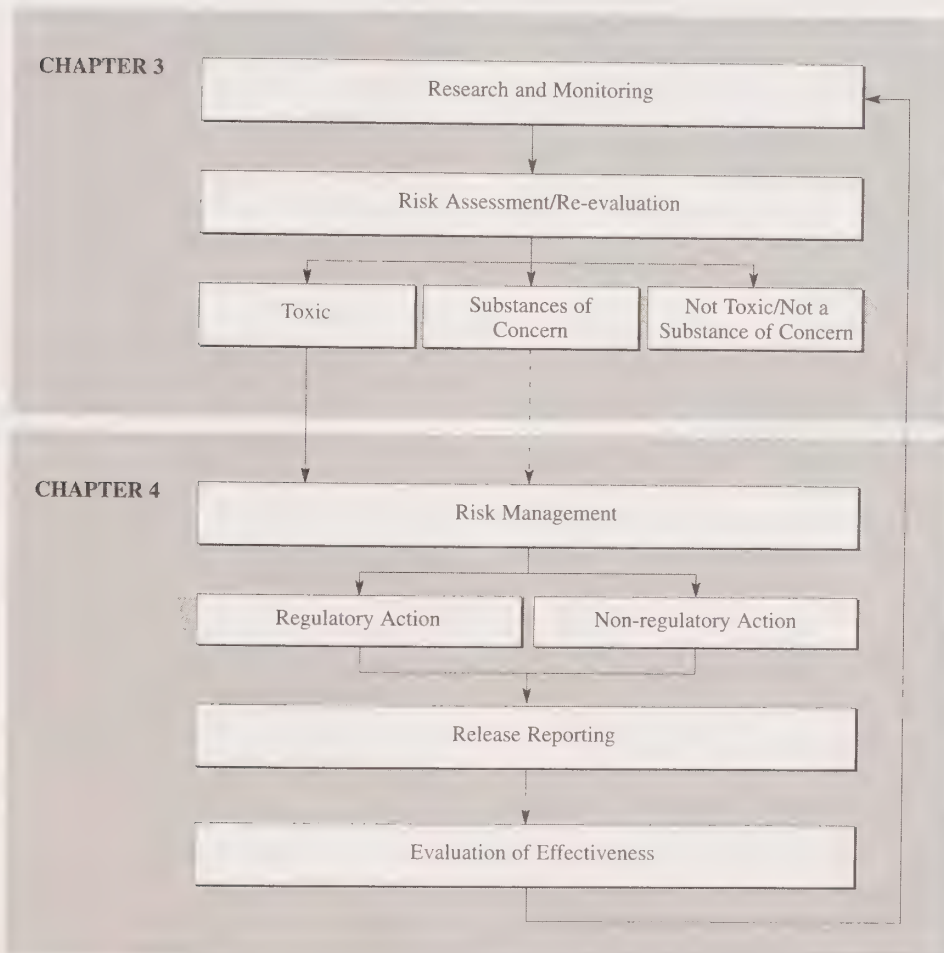 CHAPTER 3
Research and Monitoring
Risk Assessment/Re-evaluation
Toxic
Substances of
Concern
Not Toxic/Not a
Substance of Concern
CHAPTER 4
Risk Management
Regulatory Action
Non-regulatory Action
Release Reporting
Evaluation of Effectiveness